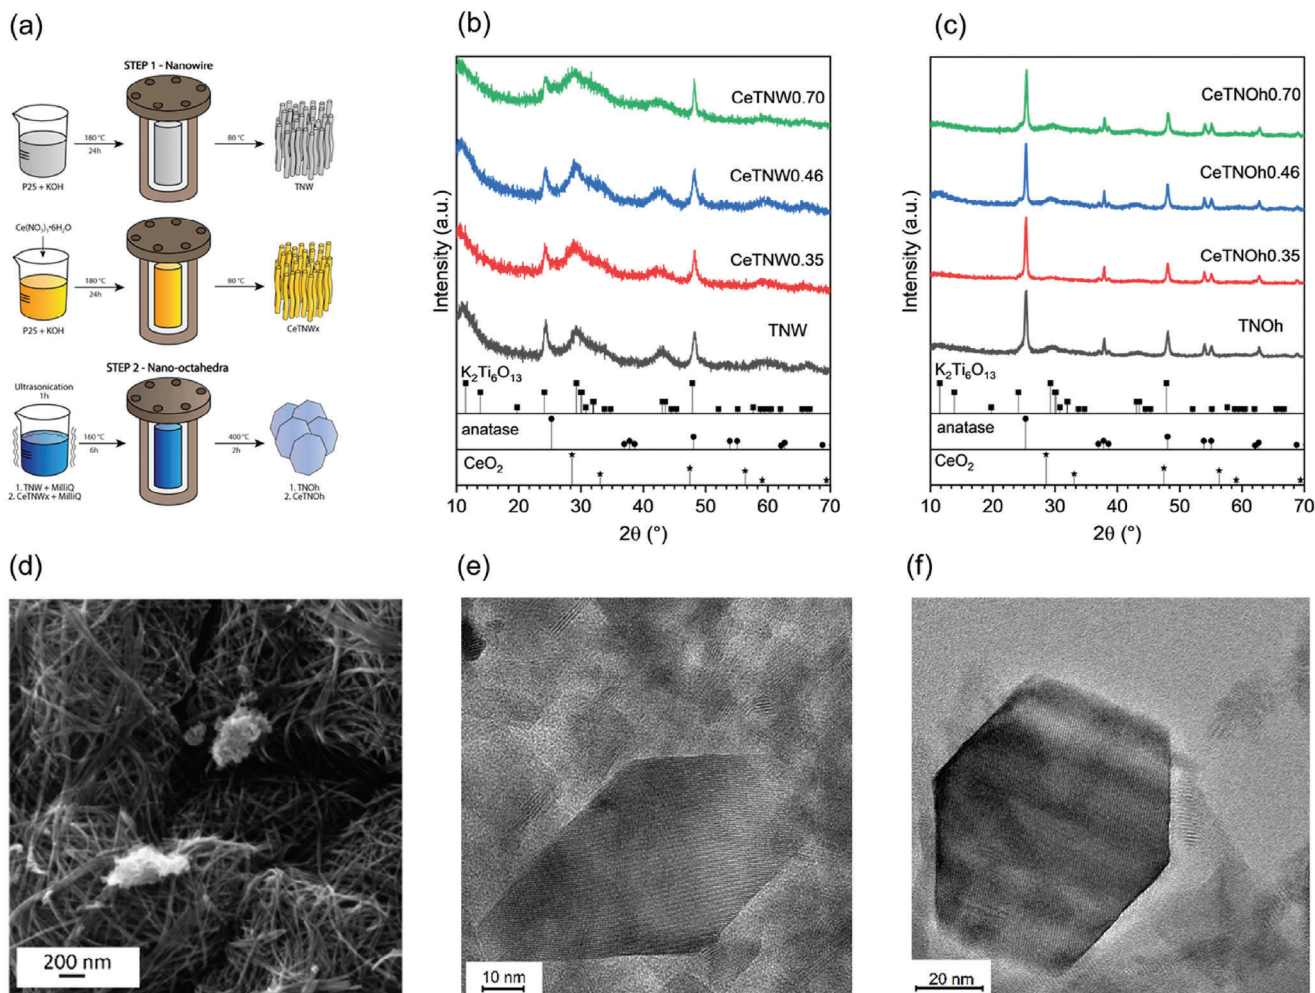 (a)
STEP 1 - Nanowire
180 °C
24h
80 °C
P25 + KOH
TNW
Ce(NO₃)₃•6H₂O
180 °C
24h
80 °C
P25 + KOH
CeTNWx
STEP 2 - Nano-octahedra
Ultrasonication
1h
160 °C
6h
400 °C
2h
1. TNW + MilliQ
2. CeTNWx + MilliQ
1. TNOh
2. CeTNOh
(b)
Intensity (a.u.)
CeTNW0.70
CeTNW0.46
CeTNW0.35
TNW
K₂Ti₆O₁₃
anatase
CeO₂
10 20 30 40 50 60 70
2θ (°)
(c)
Intensity (a.u.)
CeTNOh0.70
CeTNOh0.46
CeTNOh0.35
TNOh
K₂Ti₆O₁₃
anatase
CeO₂
10 20 30 40 50 60 70
2θ (°)
(d)
200 nm
(e)
10 nm
(f)
20 nm